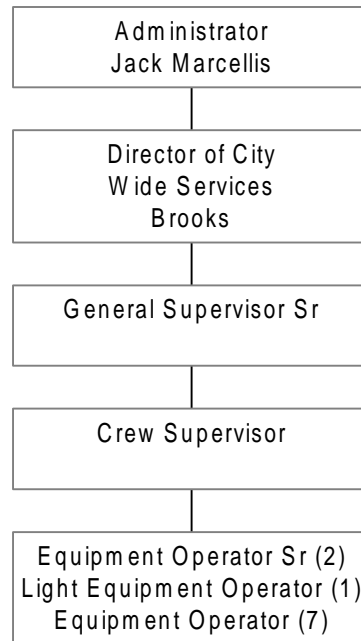 Administrator
Jack Marcellis
Director of City
Wide Services
Brooks
General Supervisor Sr
Crew Supervisor
Equipment Operator Sr (2)
Light Equipment Operator (1)
Equipment Operator (7)